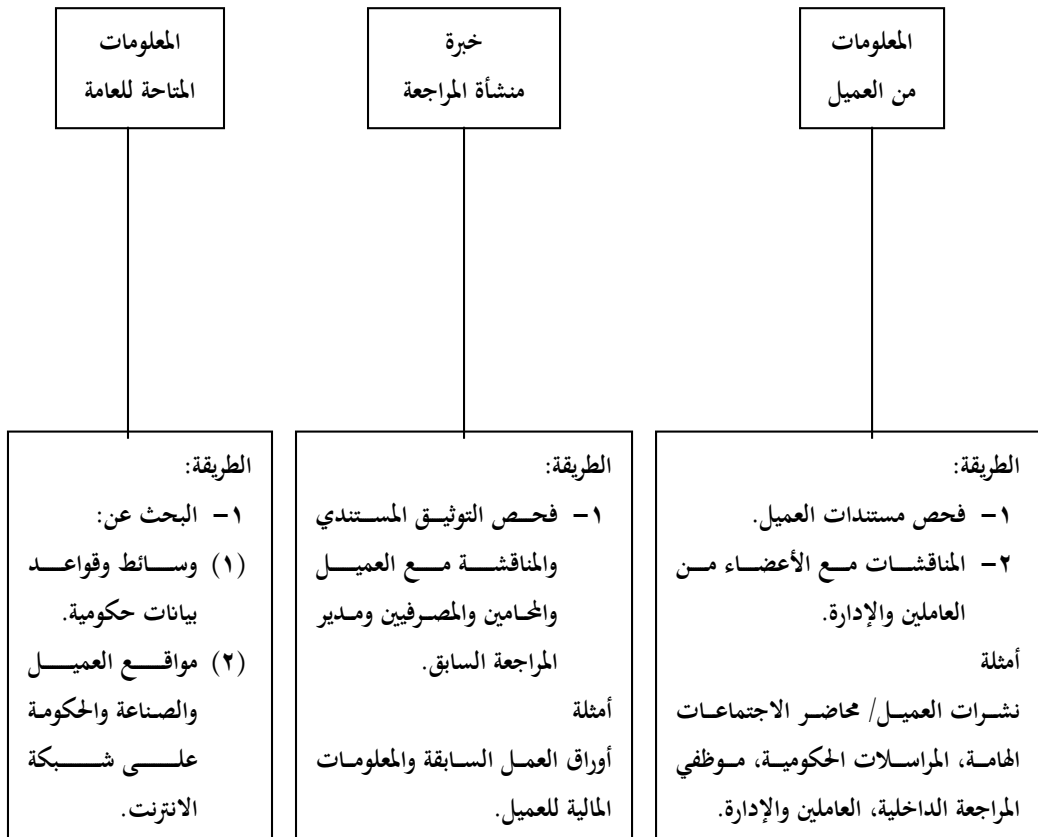 المعلومات
من العميل
خبرة
منشأة المراجعة
المعلومات
المتاحة للعامة
الطريقة:
١- فحص مستندات العميل.
٢- المناقشات مع الأعضاء من
العاملين والإدارة.
أمثلة
نشرات العميل/ محاضر الاجتماعات
الهامة، المراسلات الحكومية، موظفي
المراجعة الداخلية، العاملين والإدارة.
الطريقة:
١- فحص التوثيق المستندي
والمناقشة مع العميل
والمحامين والمصرفيين ومدير
المراجعة السابق.
أمثلة
أوراق العمل السابقة والمعلومات
المالية للعميل.
الطريقة:
١- البحث عن:
(١) وسائط وقواعد
بيانات حكومية.
(٢) مواقع العميل
والصناعة والحكومة
على شبكة
الانترنت.